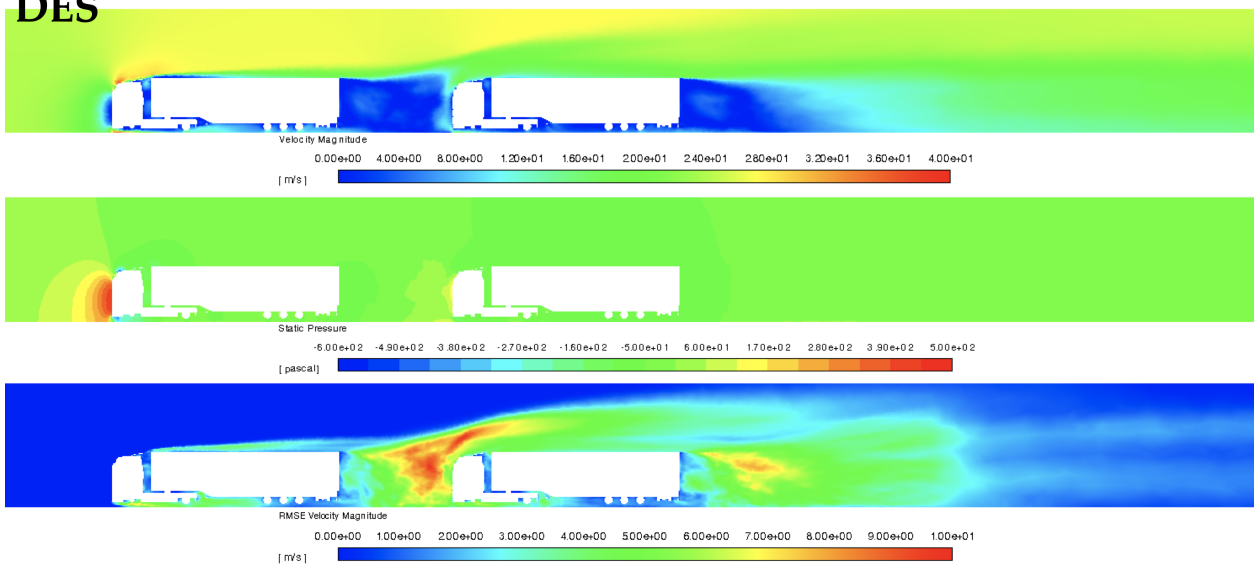 DES
Velocity Magnitude
0.00e+00 4.00e+00 8.00e+00 1.20e+01 1.60e+01 2.00e+01 2.40e+01 2.80e+01 3.20e+01 3.60e+01 4.00e+01
[ m/s ]
Static Pressure
-6.00e+02 -4.90e+02 -3.80e+02 -2.70e+02 -1.60e+02 -5.00e+01 6.00e+01 1.70e+02 2.80e+02 3.90e+02 5.00e+02
[ pascal]
RMSE Velocity Magnitude
0.00e+00 1.00e+00 2.00e+00 3.00e+00 4.00e+00 5.00e+00 6.00e+00 7.00e+00 8.00e+00 9.00e+00 1.00e+01
[ m/s ]